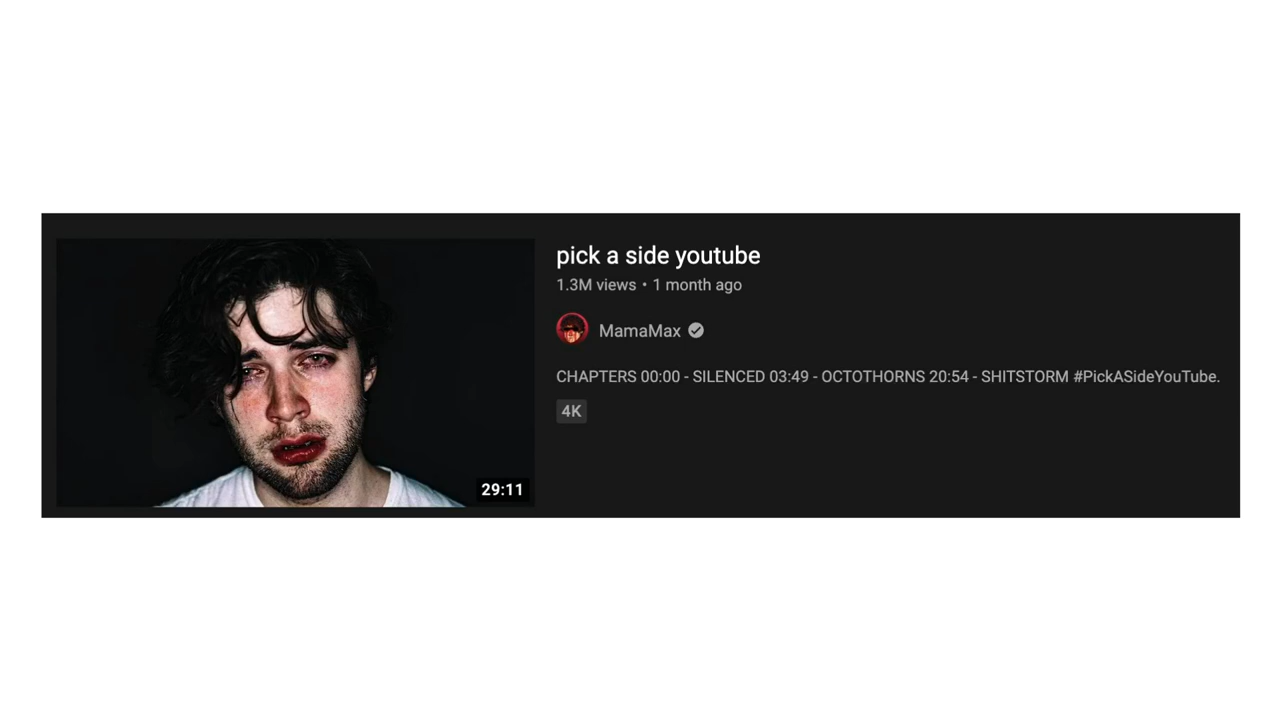 pick a side youtube
1.3M views • 1 month ago
MamaMax
CHAPTERS 00:00 - SILENCED 03:49 - OCTOTHORNS 20:54 - SHITSTORM #PickASideYouTube.
4K
29:11